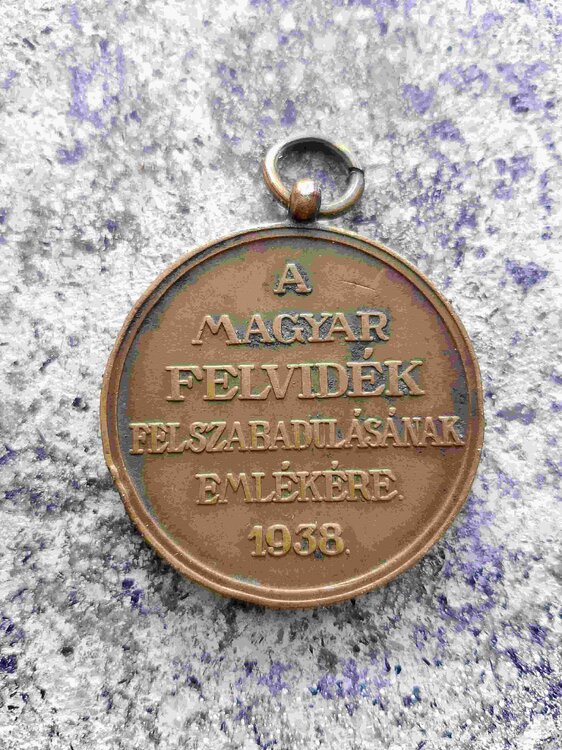 A
MAGYAR
FELVIDÉK
FELSZABADULÁSÁNAK
EMLÉKÉRE.
1938.